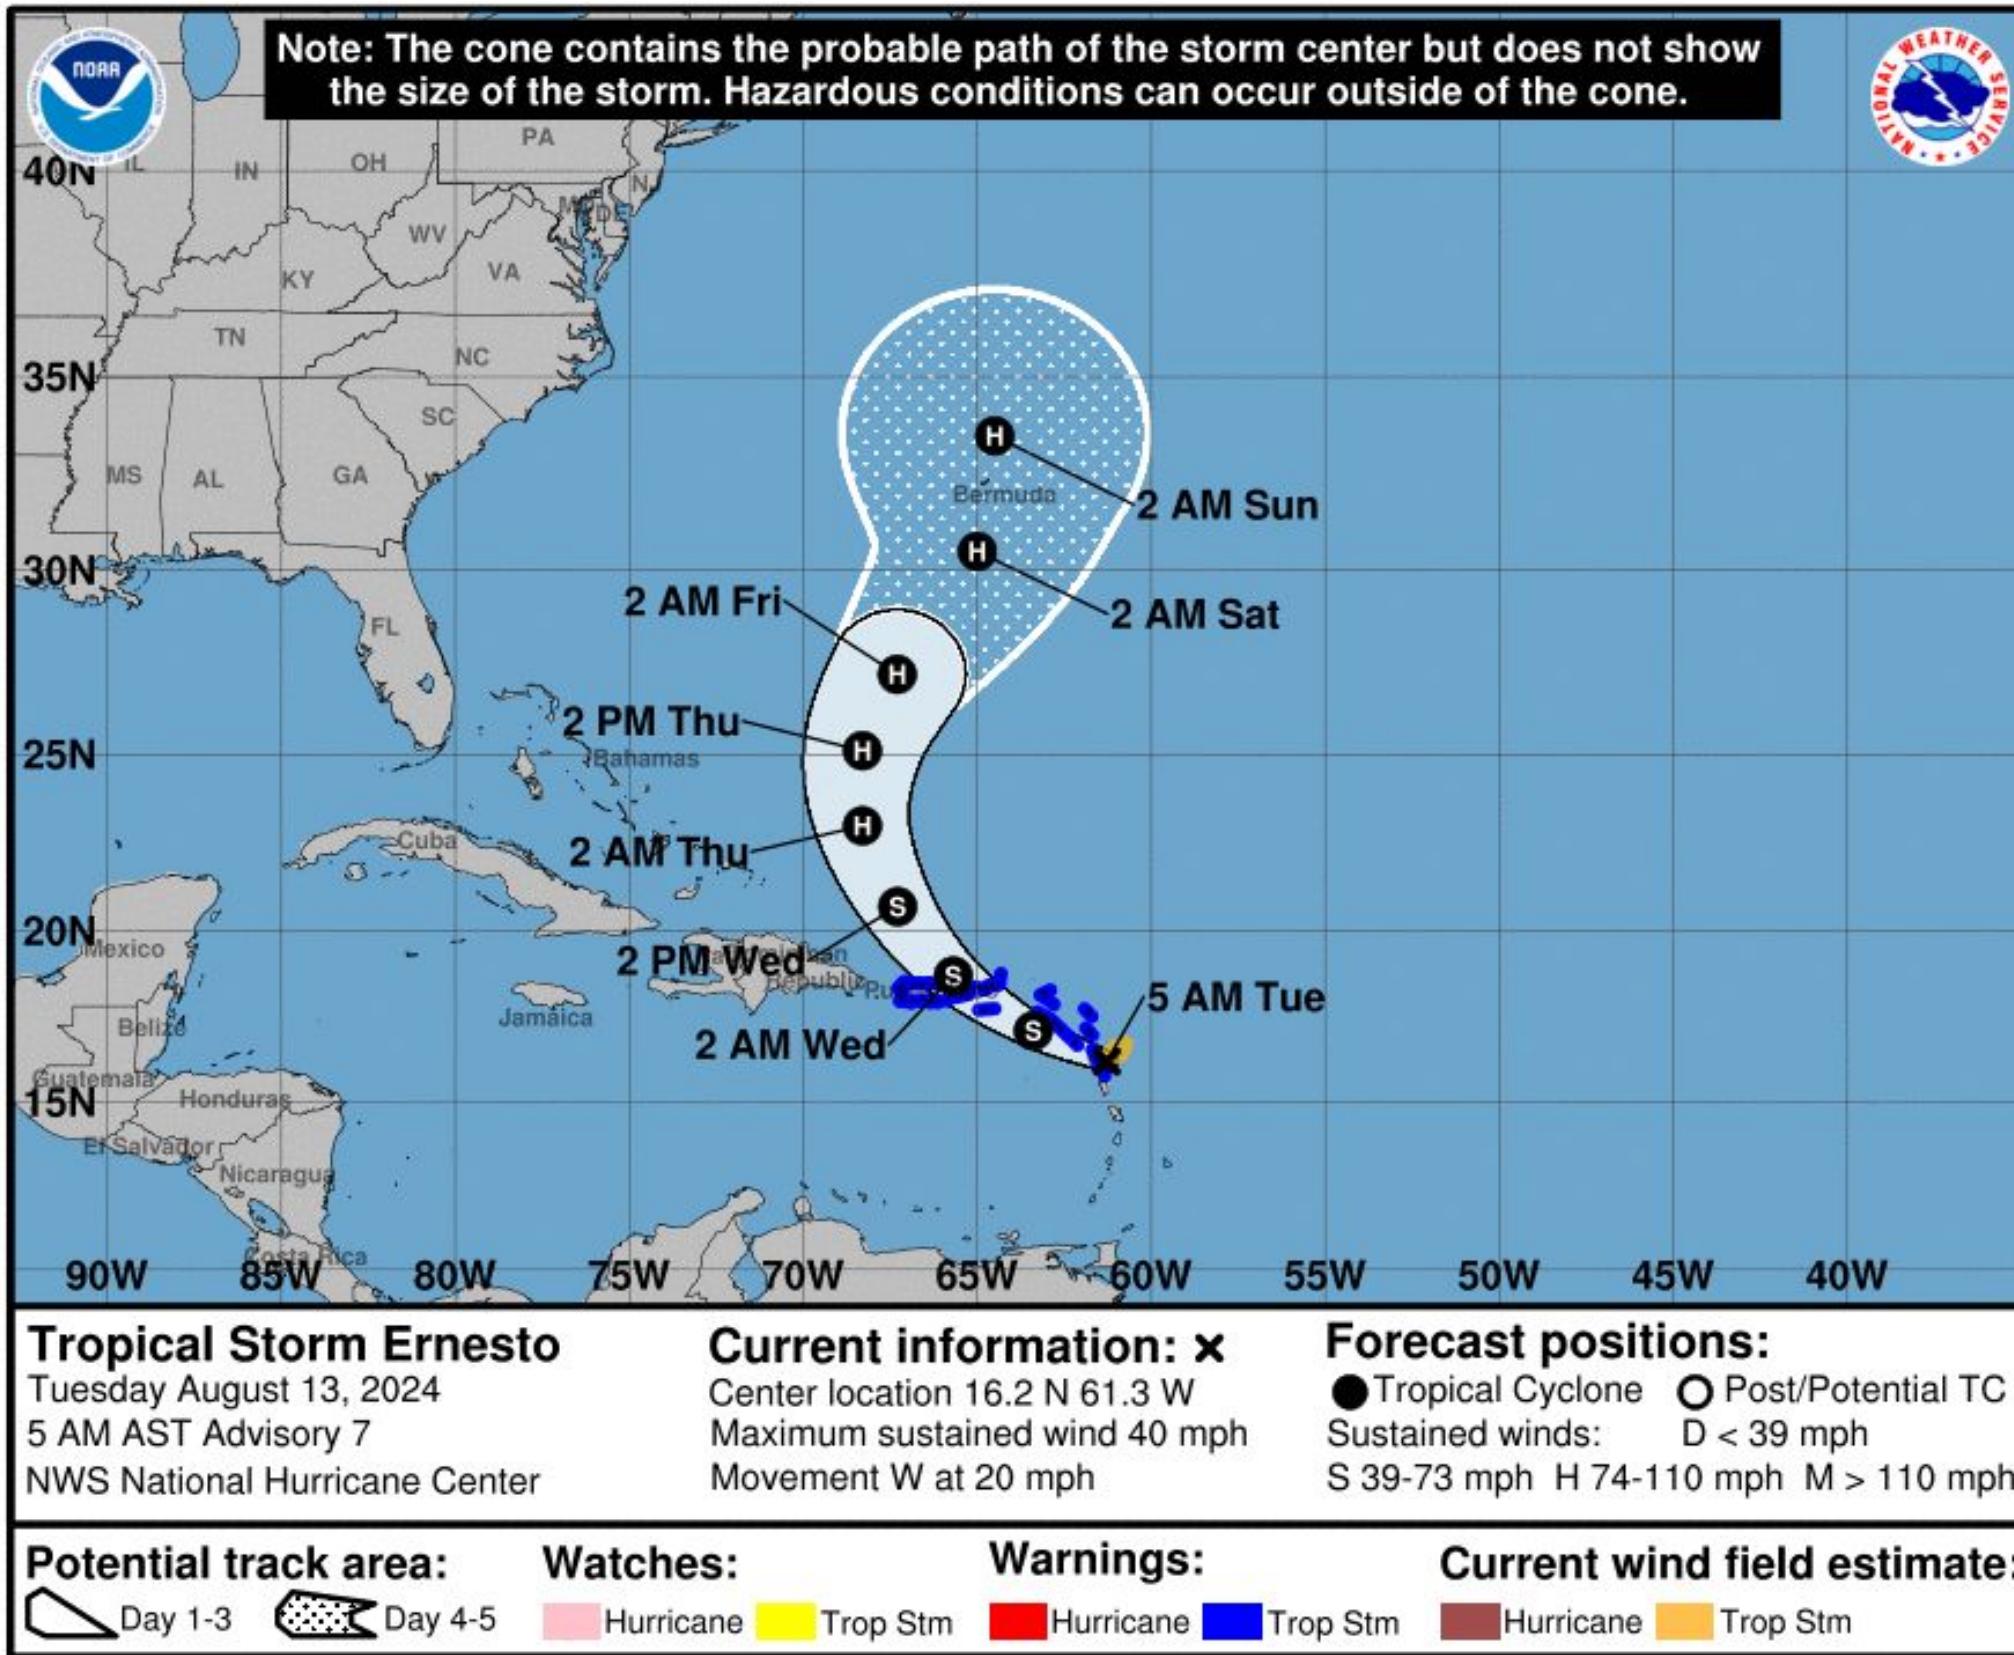 Note: The cone contains the probable path of the storm center but does not show
the size of the storm. Hazardous conditions can occur outside of the cone.
NOAA
NATIONAL WEATHER SERVICE
40N
IL
IN
OH
PA
WV
KY
VA
DE
TN
NC
35N
SC
MS
AL
GA
Bermuda
2 AM Sun
30N
2 AM Fri
2 AM Sat
FL
2 PM Thu
25N
Bahamas
Cuba
2 AM Thu
20N
Mexico
2 PM Wed
Republic
5 AM Tue
Jamaica
Belize
2 AM Wed
Guatemala
15N
Honduras
El Salvador
Nicaragua
Costa Rica
H
H
H
H
H
S
S
S
90W 85W 80W 75W 70W 65W 60W 55W 50W 45W 40W
Tropical Storm Ernesto
Tuesday August 13, 2024
5 AM AST Advisory 7
NWS National Hurricane Center
Current information: x
Center location 16.2 N 61.3 W
Maximum sustained wind 40 mph
Movement W at 20 mph
Forecast positions:
Tropical Cyclone Post/Potential TC
Sustained winds: D < 39 mph
S 39-73 mph H 74-110 mph M > 110 mph
Potential track area:
Day 1-3 Day 4-5
Watches:
Hurricane Trop Stm
Warnings:
Hurricane Trop Stm
Current wind field estimate:
Hurricane Trop Stm